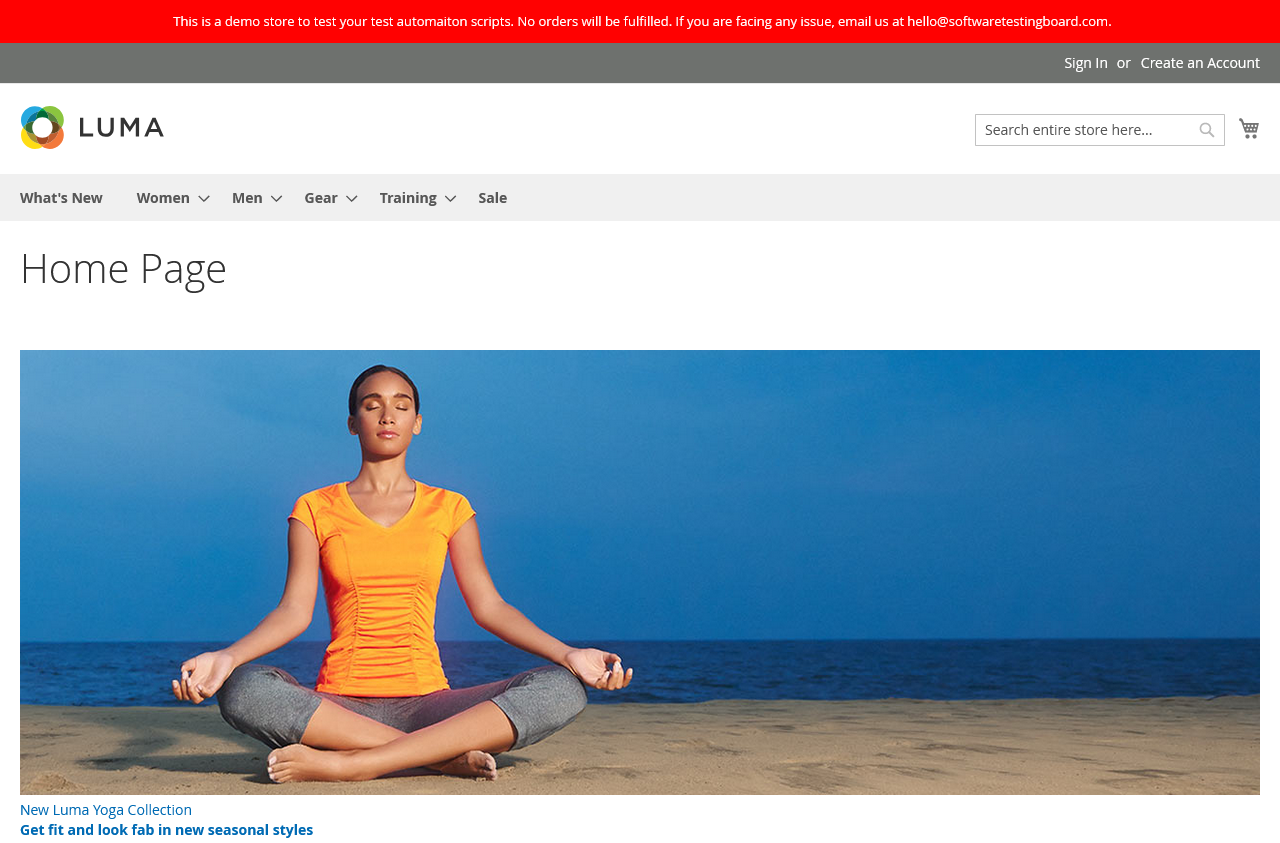 This is a demo store to test your test automaiton scripts. No orders will be fulfilled. If you are facing any issue, email us at hello@softwaretestingboard.com.
Sign In or Create an Account
LUMA
Search entire store here...
What's New Women Men Gear Training Sale
Home Page
New Luma Yoga Collection
Get fit and look fab in new seasonal styles